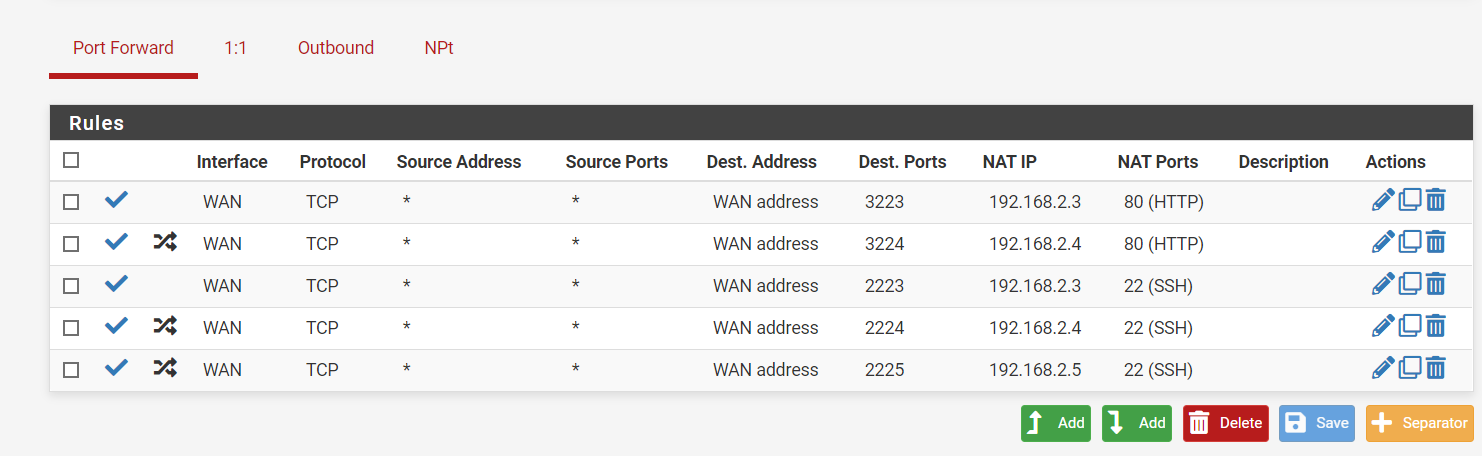 Port Forward 1:1 Outbound NPt
Rules
Interface Protocol Source Address Source Ports Dest. Address Dest. Ports NAT IP NAT Ports Description Actions
WAN TCP * * WAN address 3223 192.168.2.3 80 (HTTP)
WAN TCP * * WAN address 3224 192.168.2.4 80 (HTTP)
WAN TCP * * WAN address 2223 192.168.2.3 22 (SSH)
WAN TCP * * WAN address 2224 192.168.2.4 22 (SSH)
WAN TCP * * WAN address 2225 192.168.2.5 22 (SSH)
Add Add Delete Save Separator